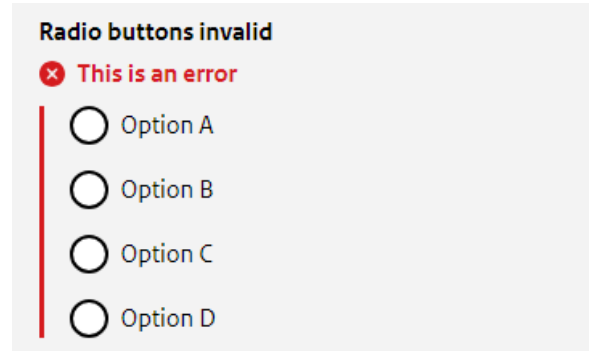 Radio buttons invalid
This is an error
Option A
Option B
Option C
Option D